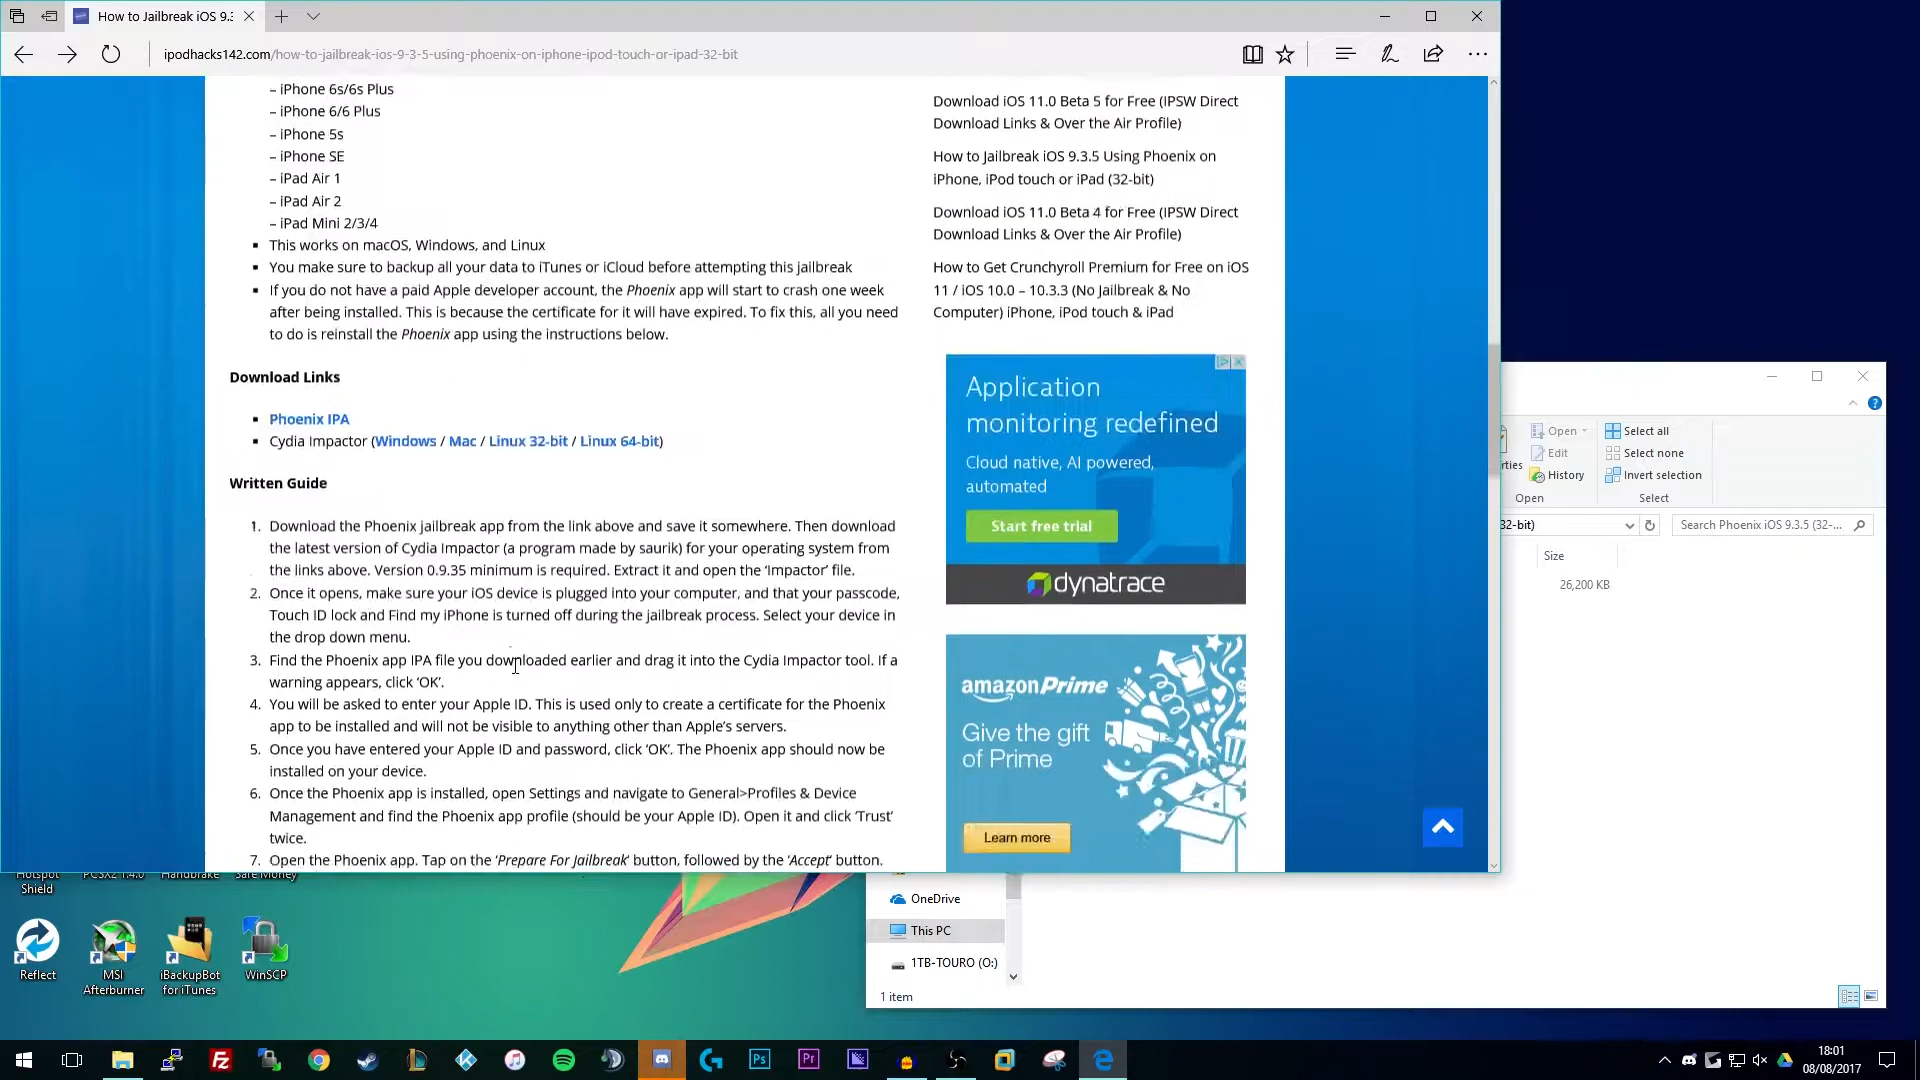 How to Jailbreak iOS 9.3
ipodhacks142.com/how-to-jailbreak-ios-9-3-5-using-phoenix-on-iphone-ipod-touch-or-ipad-32-bit
– iPhone 6s/6s Plus
– iPhone 6/6 Plus
– iPhone 5s
– iPhone SE
– iPad Air 1
– iPad Air 2
– iPad Mini 2/3/4
▪ This works on macOS, Windows, and Linux
▪ You make sure to backup all your data to iTunes or iCloud before attempting this jailbreak
▪ If you do not have a paid Apple developer account, the Phoenix app will start to crash one week
after being installed. This is because the certificate for it will have expired. To fix this, all you need
to do is reinstall the Phoenix app using the instructions below.
Download Links
▪ Phoenix IPA
▪ Cydia Impactor (Windows / Mac / Linux 32-bit / Linux 64-bit)
Written Guide
1. Download the Phoenix jailbreak app from the link above and save it somewhere. Then download
the latest version of Cydia Impactor (a program made by saurik) for your operating system from
the links above. Version 0.9.35 minimum is required. Extract it and open the ‘Impactor’ file.
2. Once it opens, make sure your iOS device is plugged into your computer, and that your passcode,
Touch ID lock and Find my iPhone is turned off during the jailbreak process. Select your device in
the drop down menu.
3. Find the Phoenix app IPA file you downloaded earlier and drag it into the Cydia Impactor tool. If a
warning appears, click ‘OK’.
4. You will be asked to enter your Apple ID. This is used only to create a certificate for the Phoenix
app to be installed and will not be visible to anything other than Apple’s servers.
5. Once you have entered your Apple ID and password, click ‘OK’. The Phoenix app should now be
installed on your device.
6. Once the Phoenix app is installed, open Settings and navigate to General>Profiles & Device
Management and find the Phoenix app profile (should be your Apple ID). Open it and click ‘Trust’
twice.
7. Open the Phoenix app. Tap on the ‘Prepare For Jailbreak‘ button, followed by the ‘Accept‘ button.
Download iOS 11.0 Beta 5 for Free (IPSW Direct
Download Links & Over the Air Profile)
How to Jailbreak iOS 9.3.5 Using Phoenix on
iPhone, iPod touch or iPad (32-bit)
Download iOS 11.0 Beta 4 for Free (IPSW Direct
Download Links & Over the Air Profile)
How to Get Crunchyroll Premium for Free on iOS
11 / iOS 10.0 – 10.3.3 (No Jailbreak & No
Computer) iPhone, iPod touch & iPad
Application
monitoring redefined
Cloud native, AI powered,
automated
Start free trial
dynatrace
amazonPrime
Give the gift
of Prime
Learn more
Open
Edit
History
rties
Open
Select all
Select none
Invert selection
Select
32-bit)
Search Phoenix iOS 9.3.5 (32-...
Size
26,200 KB
OneDrive
This PC
1TB-TOURO (O:)
1 item
Hotspot
Shield
PCSX2 1.4.0
Handbrake
Safe Money
Reflect
MSI
Afterburner
iBackupBot
for iTunes
WinSCP
Fz
Ps
Pr
18:01
08/08/2017